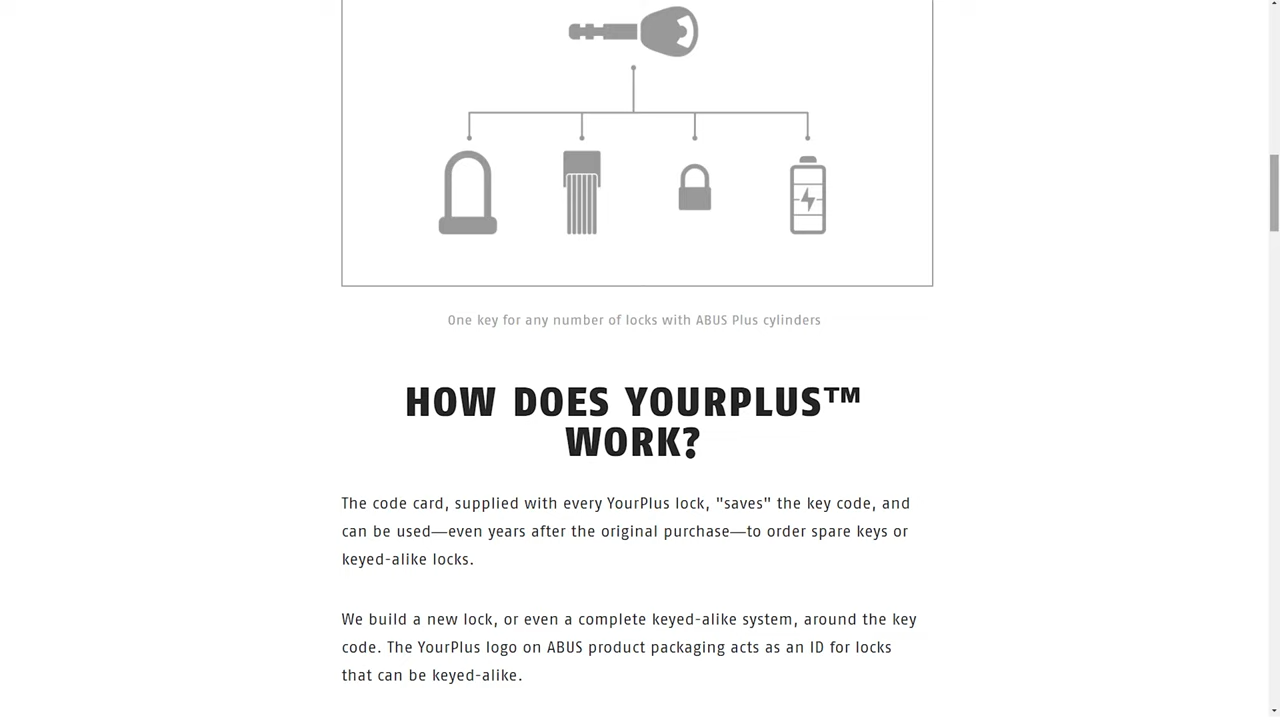 One key for any number of locks with ABUS Plus cylinders
HOW DOES YOURPLUS™
WORK?
The code card, supplied with every YourPlus lock, "saves" the key code, and
can be used—even years after the original purchase—to order spare keys or
keyed-alike locks.
We build a new lock, or even a complete keyed-alike system, around the key
code. The YourPlus logo on ABUS product packaging acts as an ID for locks
that can be keyed-alike.